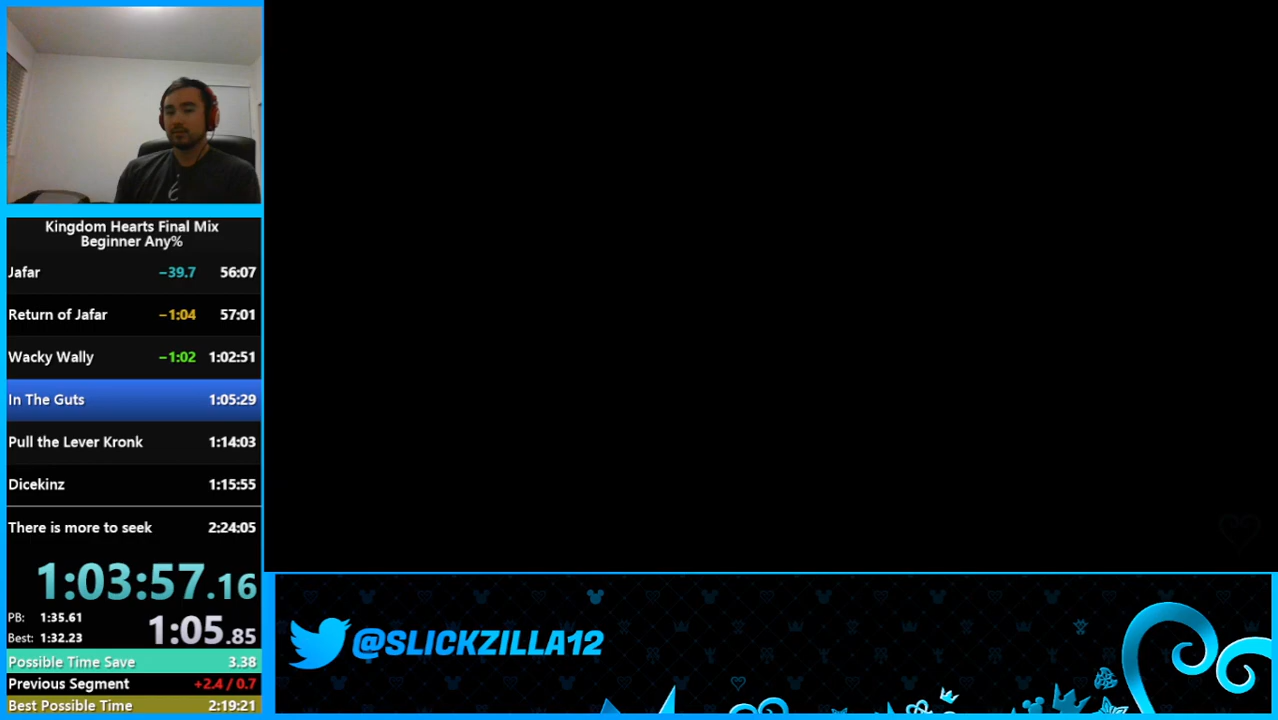 Kingdom Hearts Final Mix
Beginner Any%
Jafar −39.7 56:07
Return of Jafar −1:04 57:01
Wacky Wally −1:02 1:02:51
In The Guts 1:05:29
Pull the Lever Kronk 1:14:03
Dicekinz 1:15:55
There is more to seek 2:24:05
1:03:57.16
PB: 1:35.61
Best: 1:32.23
1:05.85
Possible Time Save 3.38
Previous Segment +2.4 / 0.7
Best Possible Time 2:19:21
@SLICKZILLA12